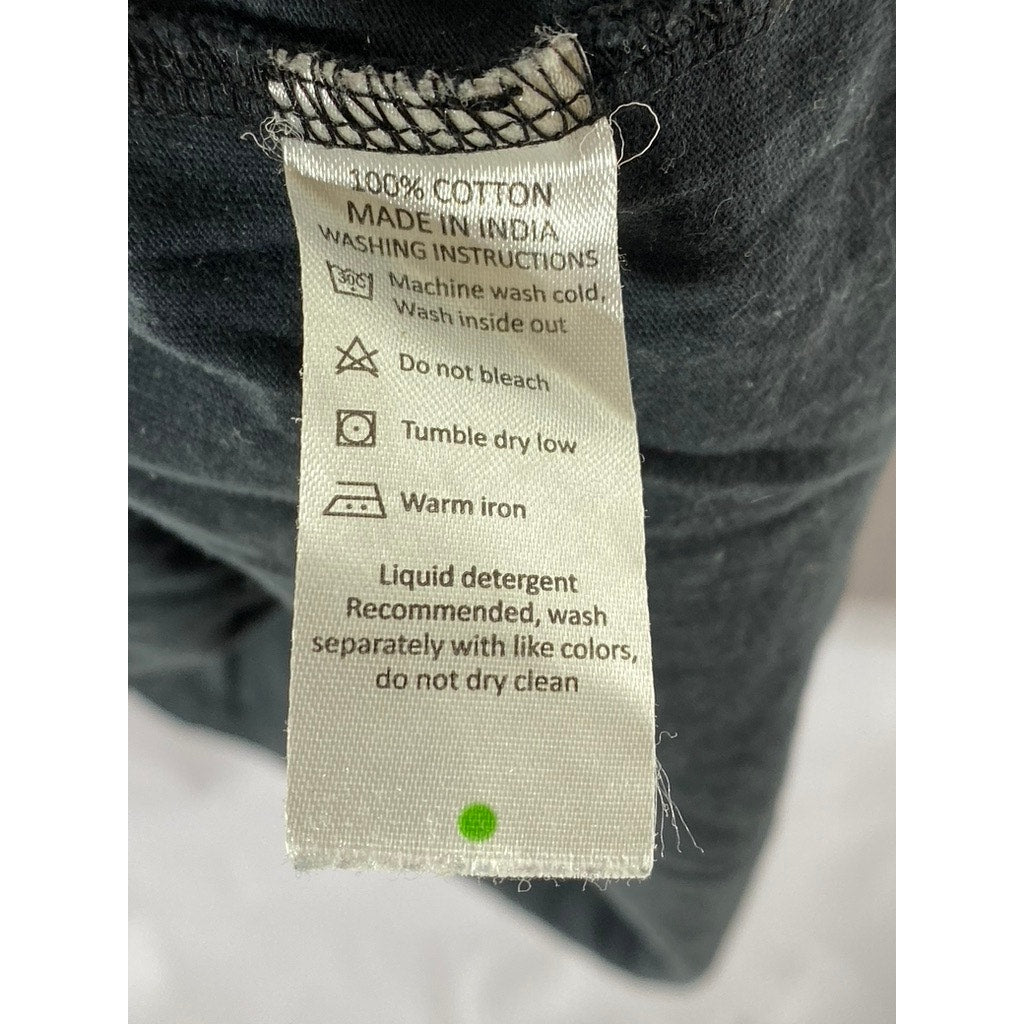 100% COTTON
MADE IN INDIA
WASHING INSTRUCTIONS
30C Machine wash cold,
Wash inside out
Do not bleach
Tumble dry low
Warm iron
Liquid detergent
Recommended, wash
separately with like colors,
do not dry clean